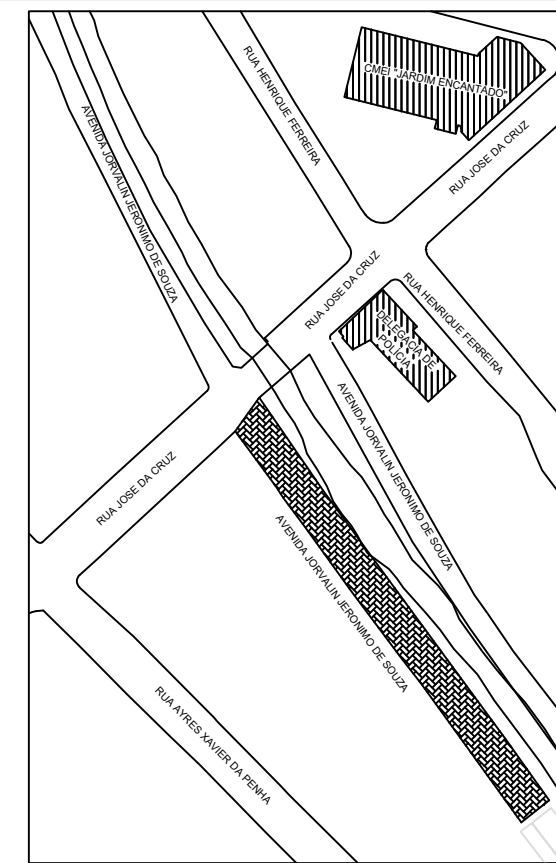 RUA HENRIQUE FERREIRA
CMEI "JARDIM ENCANTADO"
AVENIDA JORVALIN JERONIMO DE SOUZA
RUA JOSE DA CRUZ
RUA JOSE DA CRUZ
RUA HENRIQUE FERREIRA
DELEGACIA DE
POLICIA
AVENIDA JORVALIN JERONIMO DE SOUZA
RUA JOSE DA CRUZ
AVENIDA JORVALIN JERONIMO DE SOUZA
RUA AYRES XAVIER DA PENHA